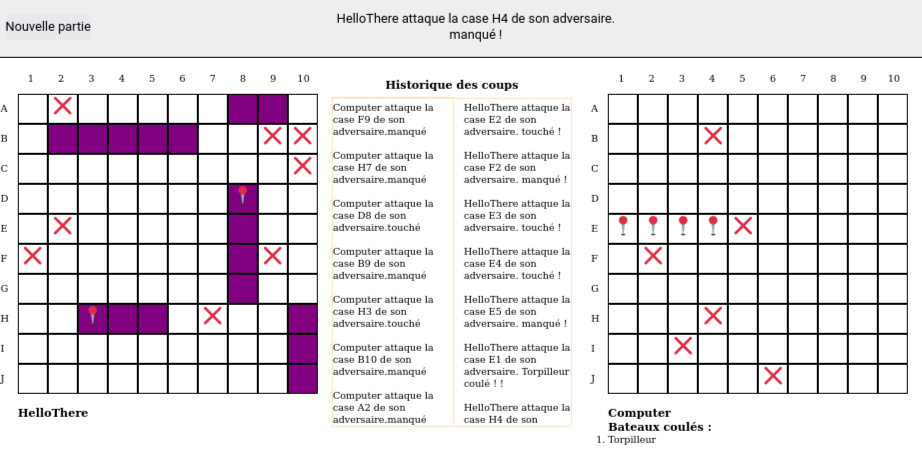 Nouvelle partie
HelloThere attaque la case H4 de son adversaire.
manqué !
1 2 3 4 5 6 7 8 9 10
A
B
C
D
E
F
G
H
I
J
HelloThere
Historique des coups
Computer attaque la
case F9 de son
adversaire.manqué
Computer attaque la
case H7 de son
adversaire.manqué
Computer attaque la
case D8 de son
adversaire.touché
Computer attaque la
case B9 de son
adversaire.manqué
Computer attaque la
case H3 de son
adversaire.touché
Computer attaque la
case B10 de son
adversaire.manqué
Computer attaque la
case A2 de son
adversaire.manqué
HelloThere attaque la
case E2 de son
adversaire. touché !
HelloThere attaque la
case F2 de son
adversaire. manqué !
HelloThere attaque la
case E3 de son
adversaire. touché !
HelloThere attaque la
case E4 de son
adversaire. touché !
HelloThere attaque la
case E5 de son
adversaire. manqué !
HelloThere attaque la
case E1 de son
adversaire. Torpilleur
coulé ! !
HelloThere attaque la
case H4 de son
1 2 3 4 5 6 7 8 9 10
A
B
C
D
E
F
G
H
I
J
Computer
Bateaux coulés :
1. Torpilleur